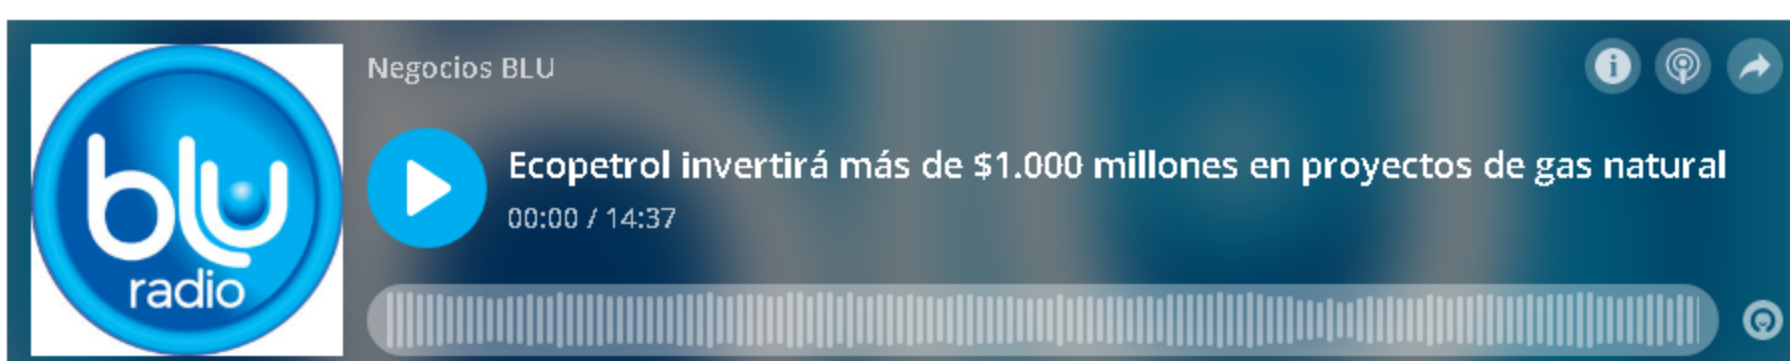 blu
radio
Negocios BLU
Ecopetrol invertirá más de $1.000 millones en proyectos de gas natural
00:00 / 14:37